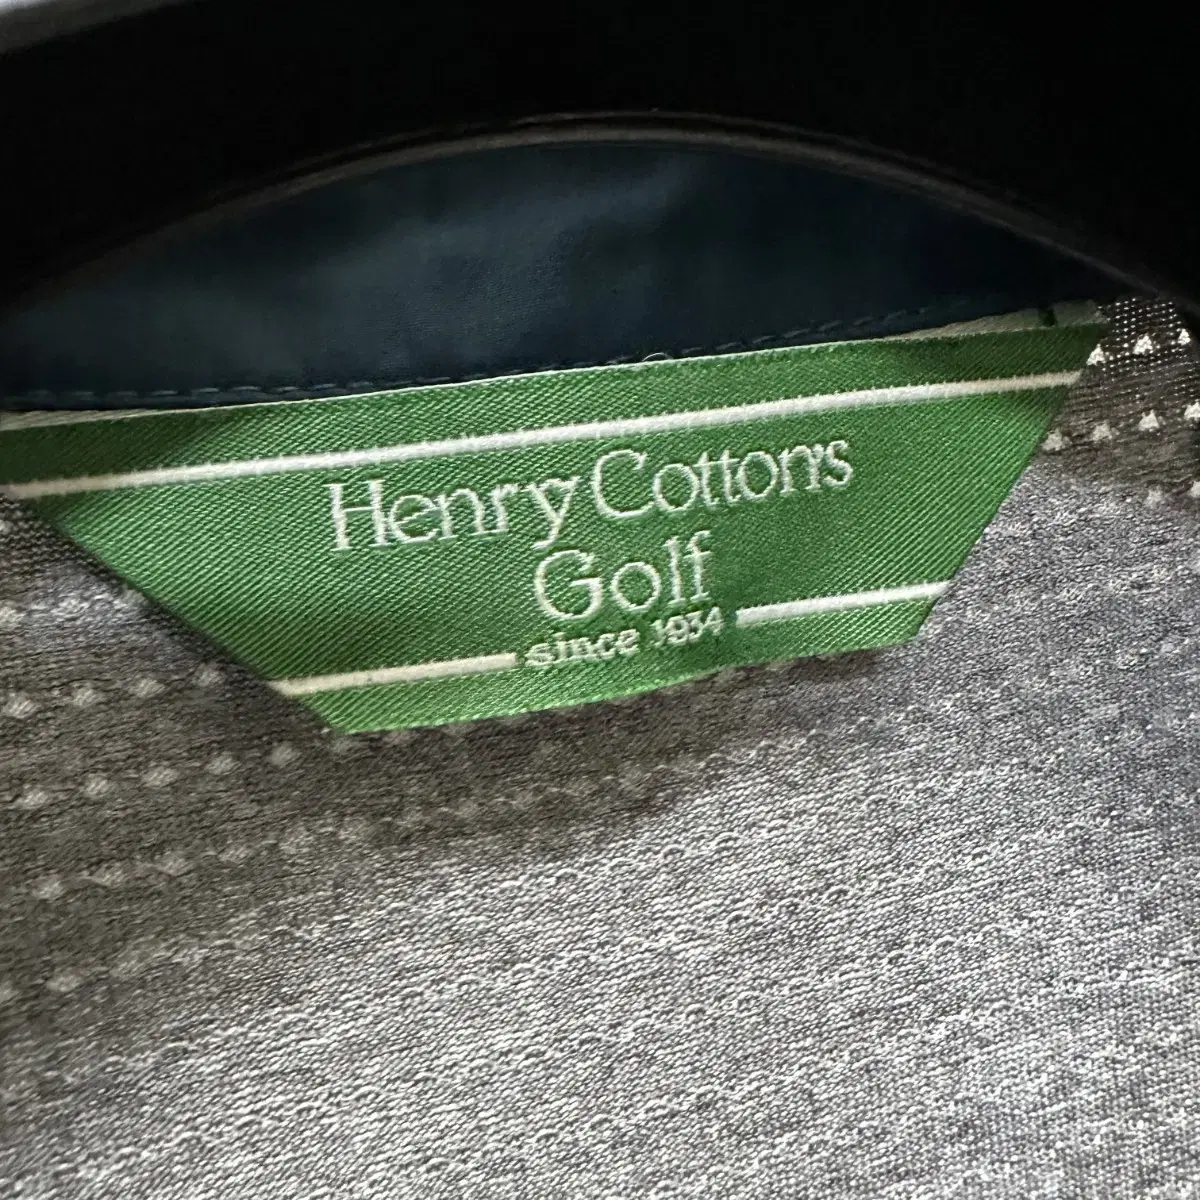 Henry Cotton's
Golf
since 1934